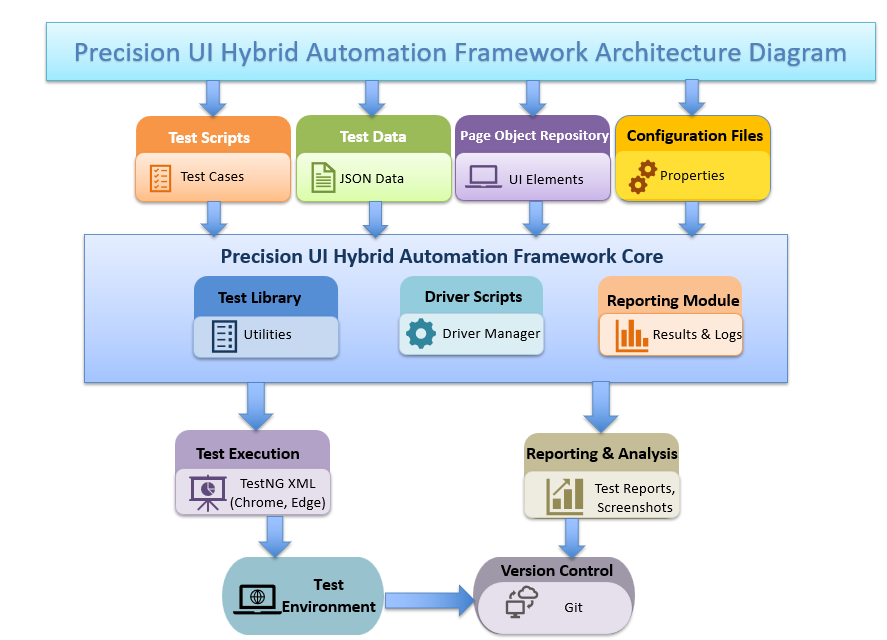 Precision UI Hybrid Automation Framework Architecture Diagram
Test Scripts
Test Cases
Test Data
JSON Data
Page Object Repository
UI Elements
Configuration Files
Properties
Precision UI Hybrid Automation Framework Core
Test Library
Utilities
Driver Scripts
Driver Manager
Reporting Module
Results & Logs
Test Execution
TestNG XML
(Chrome, Edge)
Reporting & Analysis
Test Reports,
Screenshots
Test
Environment
Version Control
Git